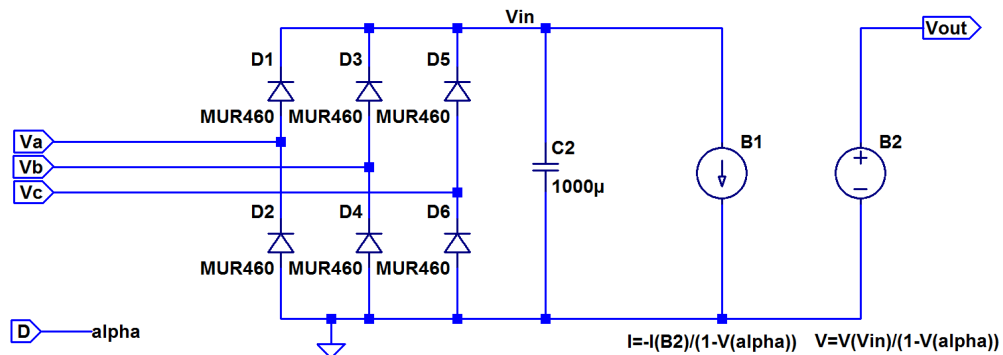 Vin
Vout
D1 D3 D5
MUR460 MUR460 MUR460
Va
Vb
Vc
C2
1000µ
B1
B2
D2 D4 D6
MUR460 MUR460 MUR460
D alpha
I=-I(B2)/(1-V(alpha)) V=V(Vin)/(1-V(alpha))